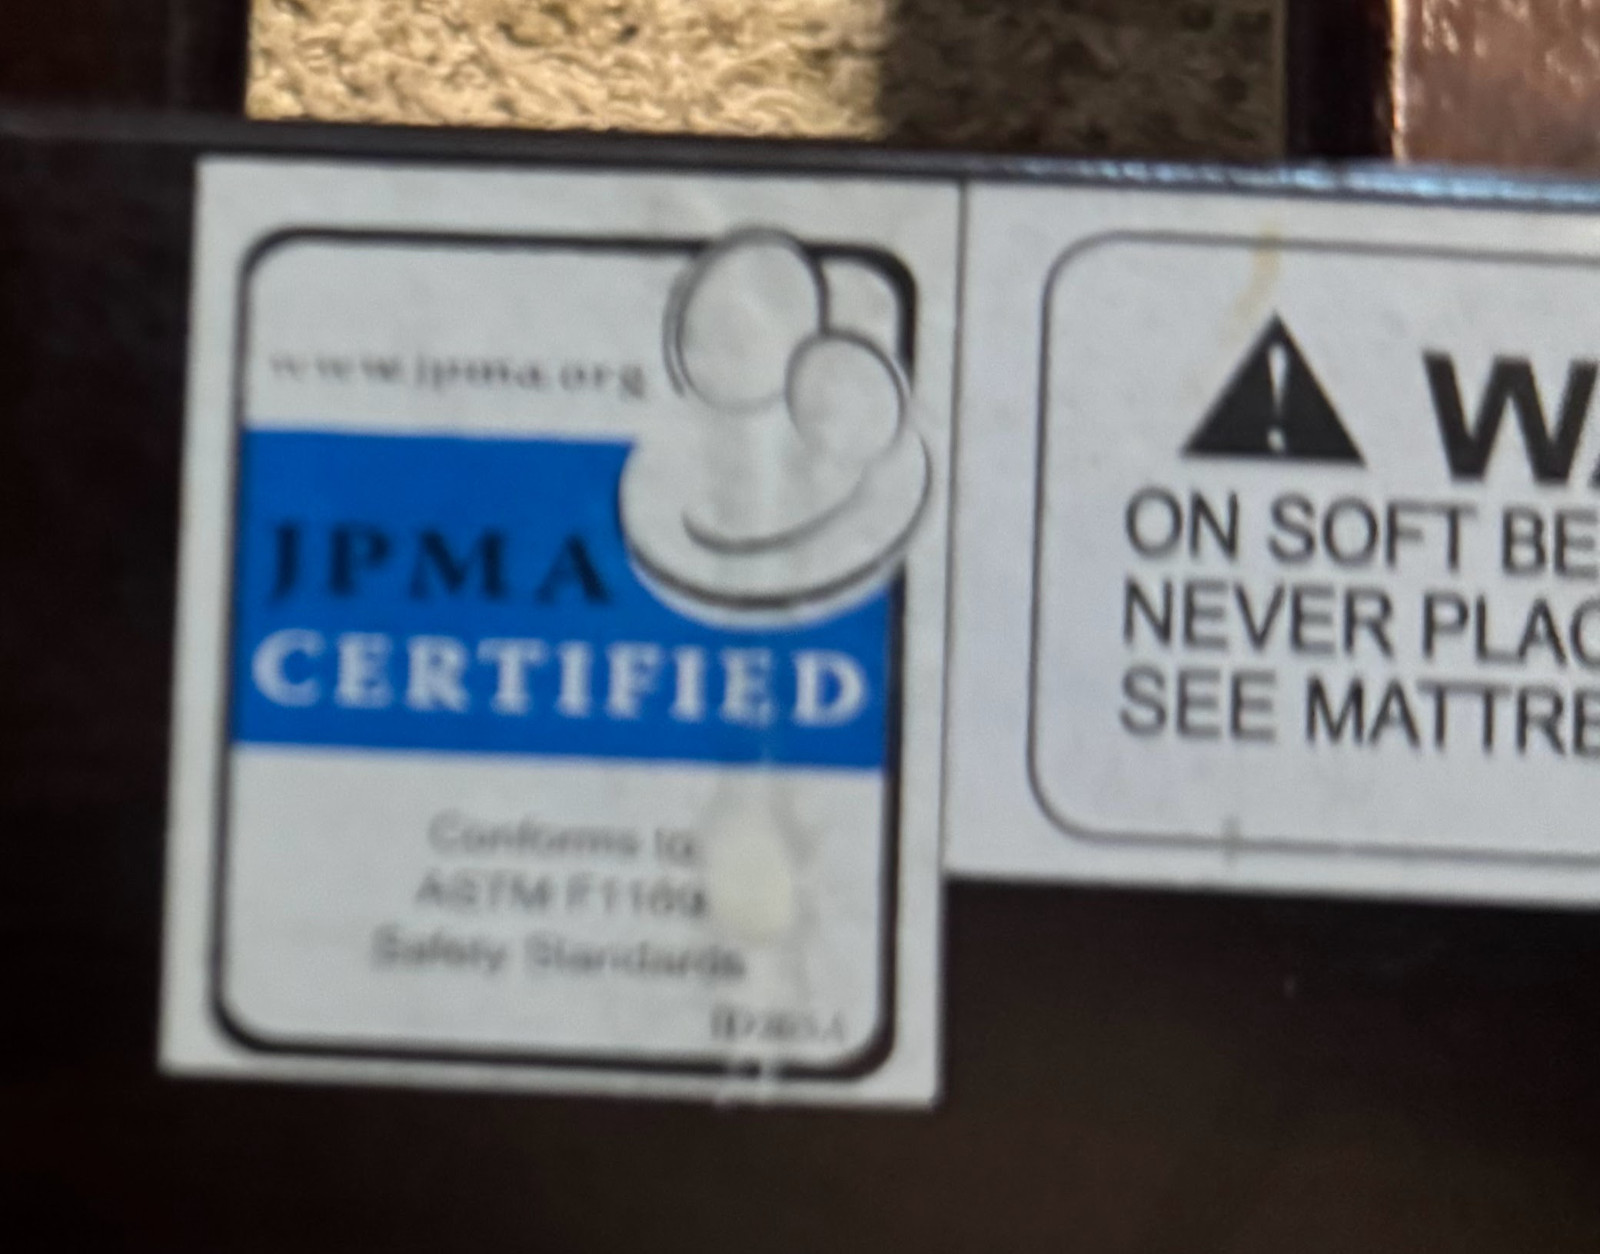 www.jpma.org
JPMA
CERTIFIED
Conforms to
ASTM F1169
Safety Standards
WA
ON SOFT BE
NEVER PLAC
SEE MATTRE